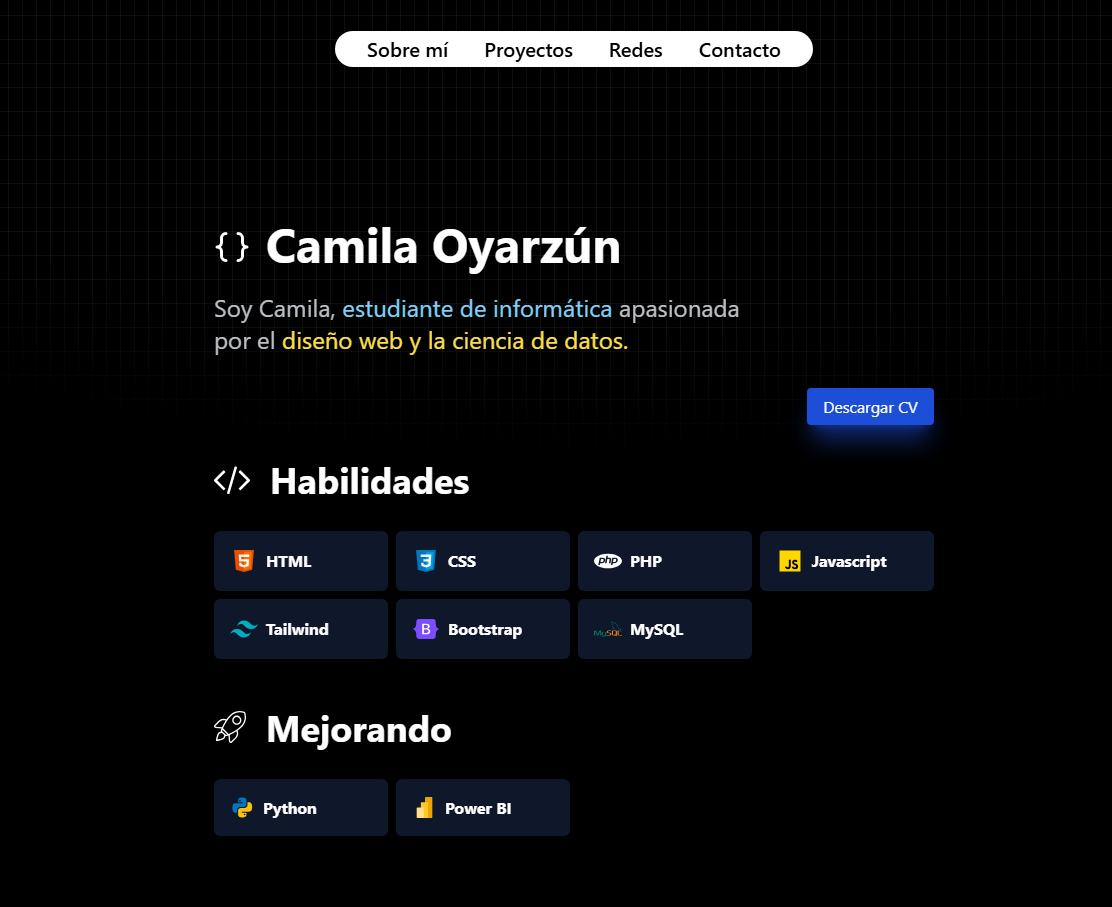 Sobre mí Proyectos Redes Contacto
{ } Camila Oyarzún
Soy Camila, estudiante de informática apasionada
por el diseño web y la ciencia de datos.
Descargar CV
</> Habilidades
5 HTML 3 CSS php PHP JS Javascript
Tailwind B Bootstrap MySQL MySQL
Mejorando
Python Power BI